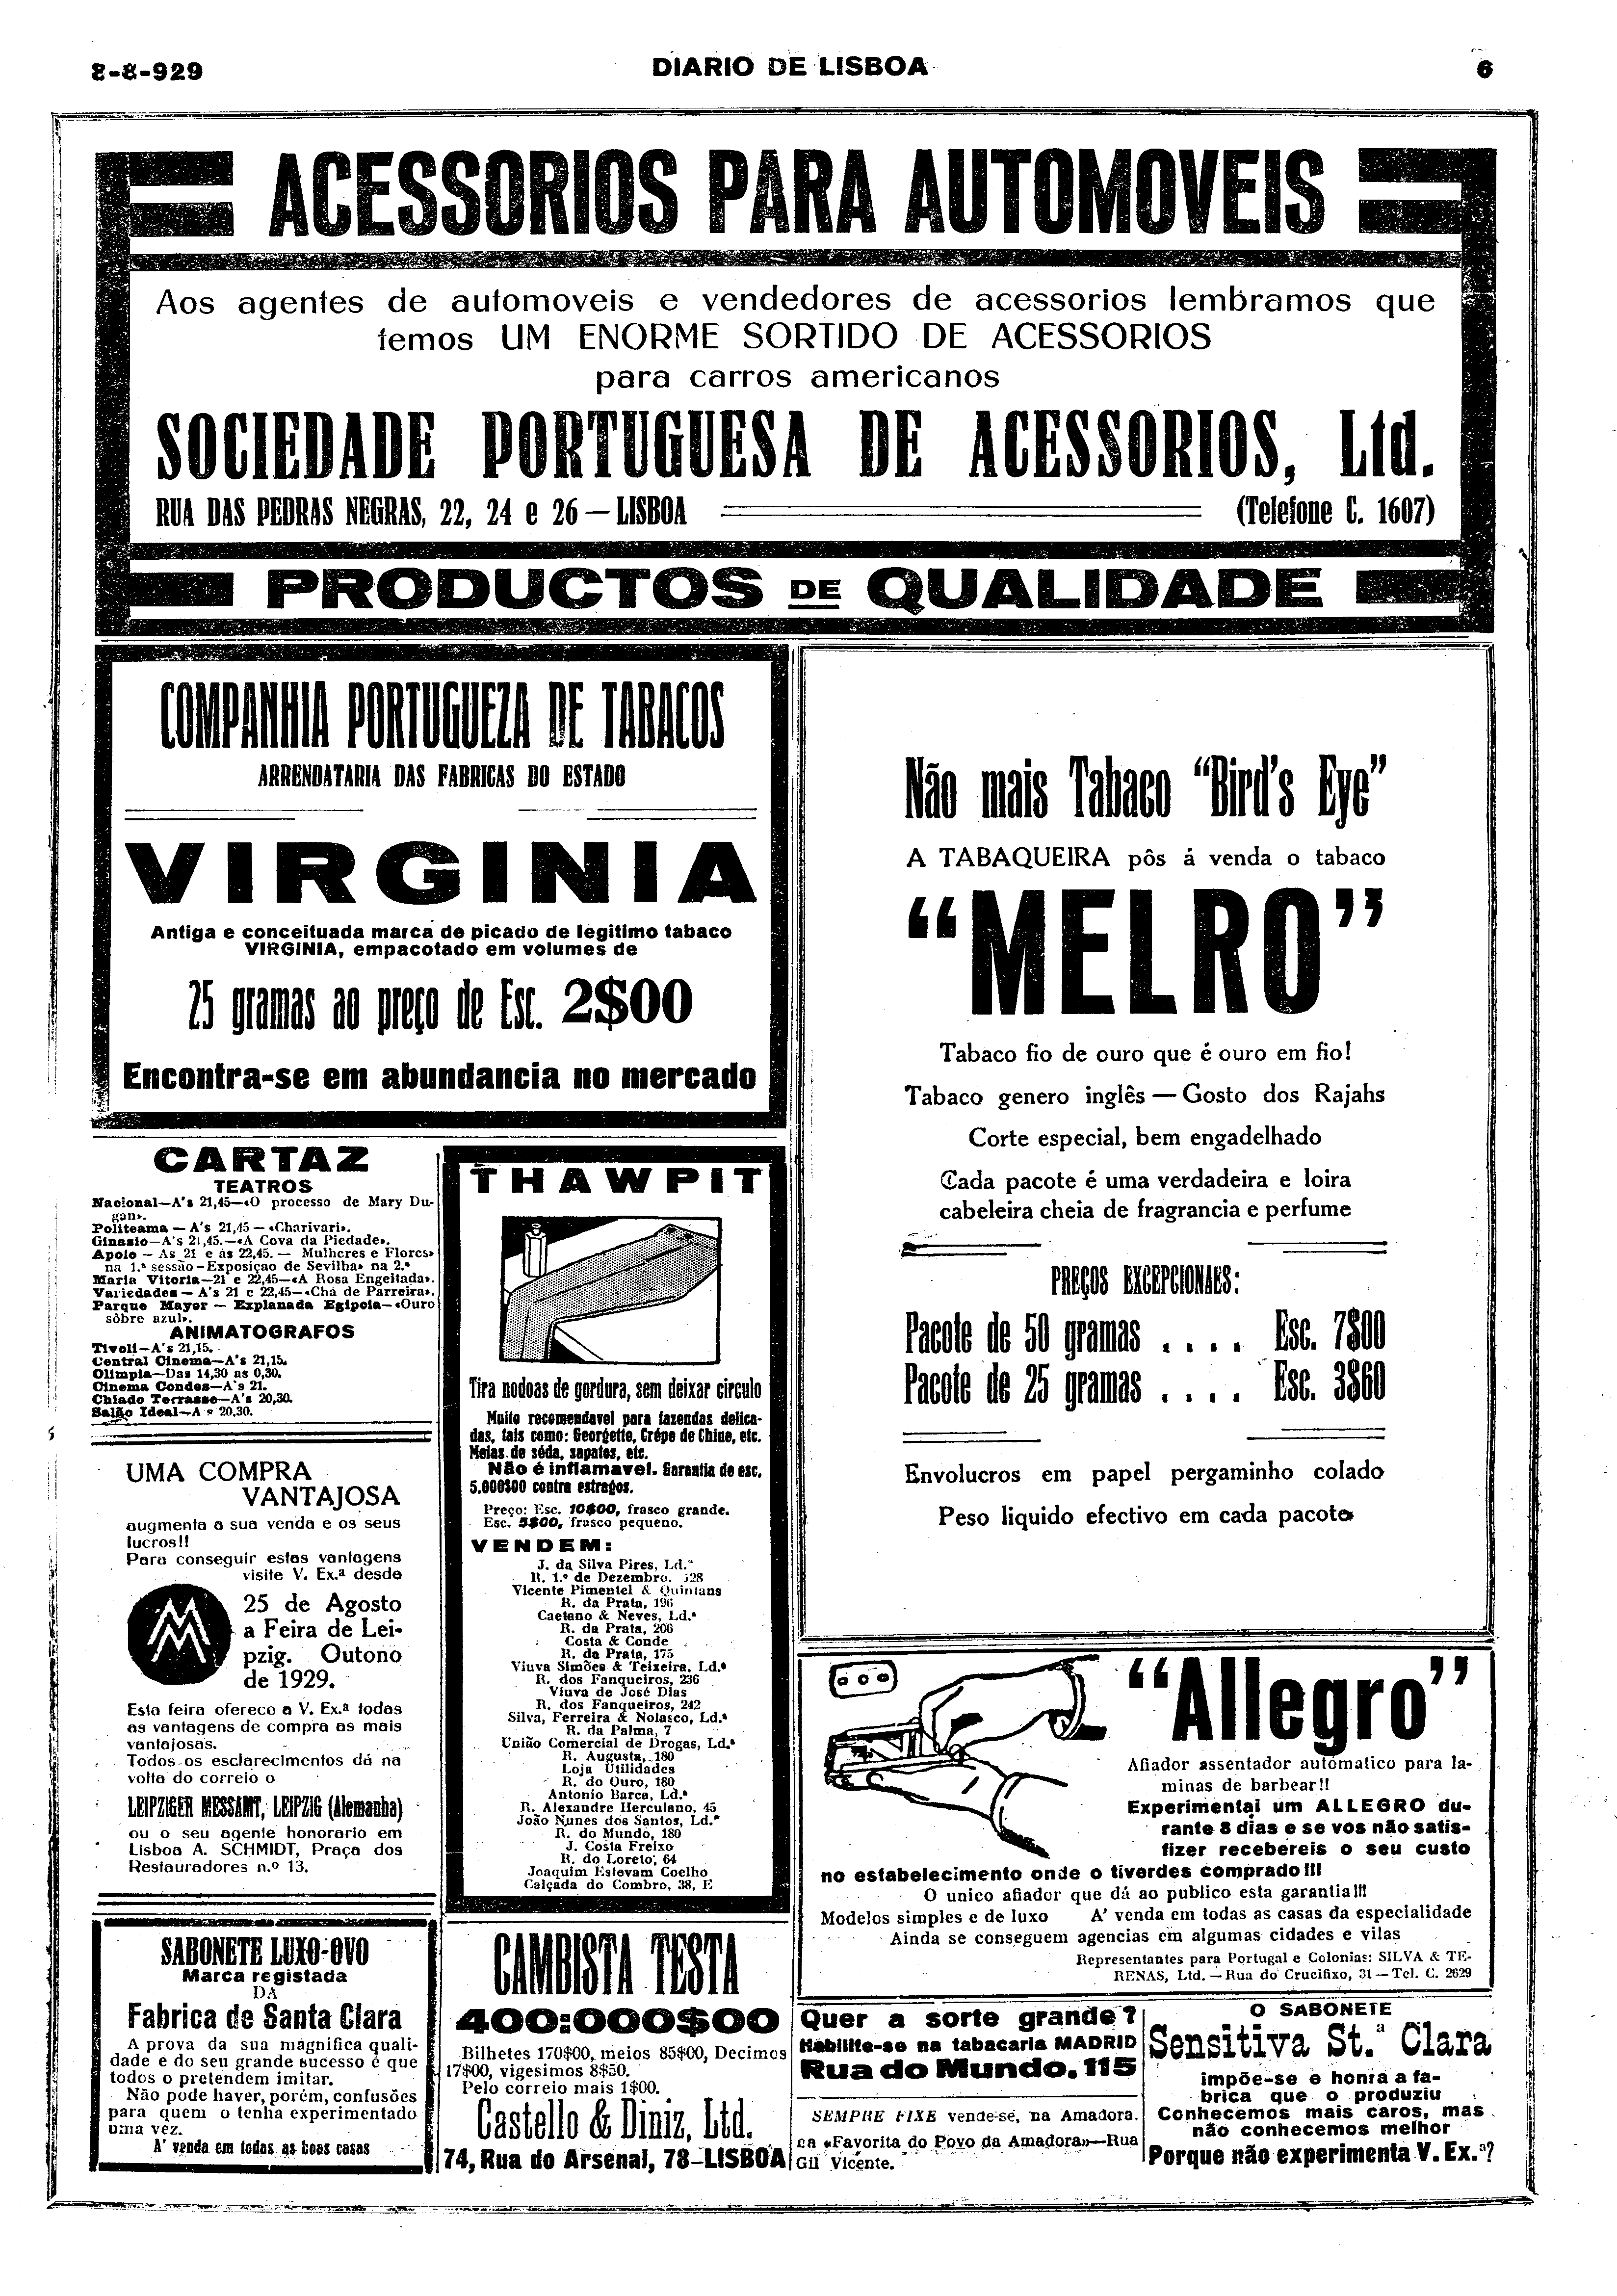 8-8-929
DIARIO DE LISBOA
6
ACESSORIOS PARA AUTOMOVEIS
Aos agentes de automoveis e vendedores de acessorios lembramos que
temos UM ENORME SORTIDO DE ACESSORIOS
para carros americanos
SOCIEDADE PORTUGUESA DE ACESSORIOS, Ltd.
RUA DAS PEDRAS NEGRAS, 22, 24 e 26 — LISBOA
(Telefone C. 1607)
PRODUCTOS DE QUALIDADE
COMPANHIA PORTUGUEZA DE TABACOS
ARRENDATARIA DAS FABRICAS DO ESTADO
VIRGINIA
Antiga e conceituada marca de picado de legitimo tabaco
VIRGINIA, empacotado em volumes de
25 gramas ao preço de Esc. 2$00
Encontra-se em abundancia no mercado
Não mais Tabaco “Bird's Eye”
A TABAQUEIRA pôs á venda o tabaco
“MELRO”
Tabaco fio de ouro que é ouro em fio!
Tabaco genero inglês — Gosto dos Rajahs
Corte especial, bem engadelhado
Cada pacote é uma verdadeira e loira
cabeleira cheia de fragrancia e perfume
PREÇOS EXCEPCIONAES:
Pacote de 50 gramas . . . . Esc. 7$00
Pacote de 25 gramas . . . . Esc. 3$60
Envolucros em papel pergaminho colado
Peso liquido efectivo em cada pacote
CARTAZ
TEATROS
Nacional—A's 21,45—«O processo de Mary Du-
gan».
Politeama — A's 21,45 — «Charivari».
Ginasio—A's 21,45.—«A Cova da Piedade».
Apolo — As 21 e ás 22,45. — Mulheres e Flores»
na 1.ª sessão—Exposiçao de Sevilha» na 2.ª
Maria Vitoria—21 e 22,45—«A Rosa Engeitada».
Variedades — A's 21 e 22,45—«Chá de Parreira».
Parque Mayer — Explanada Egipcia—«Ouro
sôbre azul».
ANIMATOGRAFOS
Tivoli—A's 21,15.
Central Cinema—A's 21,15.
Olimpia—Das 14,30 as 0,30.
Cinema Condes—A's 21.
Chiado Terrasse—A's 20,30.
Salão Ideal—A s 20,30.
UMA COMPRA
VANTAJOSA
augmenta a sua venda e os seus
lucros!!
Para conseguir estas vantagens
visite V. Ex.ª desde
25 de Agosto
a Feira de Lei-
pzig. Outono
de 1929.
Esta feira oferece a V. Ex.ª todas
as vantagens de compra as mais
vantajosas.
Todos os esclarecimentos dá na
volta do correio o
LEIPZIGER MESSAMT, LEIPZIG (Alemanha)
ou o seu agente honorario em
Lisboa A. SCHMIDT, Praça dos
Restauradores n.º 13.
THAWPIT
Tira nodoas de gordura, sem deixar circulo
Muito recomendavel para fazendas delica-
das, tais como: Georgette, Crépe de Chine, etc.
Meias de séda, sapatos, etc.
Não é inflamavel. Garantia de esc.
5.000$00 contra estragos.
Preço: Esc. 10$00, frasco grande.
Esc. 5$00, frasco pequeno.
VENDEM:
J. da Silva Pires, Ld.ª
R. 1.º de Dezembro, 128
Vicente Pimentel & Quintans
R. da Prata, 196
Caetano & Neves, Ld.ª
R. da Prata, 206
Costa & Conde
R. da Prata, 175
Viuva Simões & Teixeira, Ld.ª
R. dos Fanqueiros, 236
Viuva de José Dias
R. dos Fanqueiros, 242
Silva, Ferreira & Nolasco, Ld.ª
R. da Palma, 7
União Comercial de Drogas, Ld.ª
R. Augusta, 180
Loja Utilidades
R. do Ouro, 180
Antonio Barca, Ld.ª
R. Alexandre Herculano, 45
João Nunes dos Santos, Ld.ª
R. do Mundo, 180
J. Costa Freixo
R. do Loreto, 64
Joaquim Estevam Coelho
Calçada do Combro, 38, E
“Allegro”
Afiador assentador automatico para la-
minas de barbear!!
Experimentai um ALLEGRO du-
rante 8 dias e se vos não satis-
fizer recebereis o seu custo
no estabelecimento onde o tiverdes comprado!!!
O unico afiador que dá ao publico esta garantia!!!
Modelos simples e de luxo A' venda em todas as casas da especialidade
Ainda se conseguem agencias em algumas cidades e vilas
Representantes para Portugal e Colonias: SILVA & TE-
RENAS, Ltd. — Rua do Crucifixo, 31 — Tel. C. 2629
SABONETE LUXO-OVO
Marca registada
DA
Fabrica de Santa Clara
A prova da sua magnifica quali-
dade e do seu grande sucesso é que
todos o pretendem imitar.
Não pode haver, porém, confusões
para quem o tenha experimentado
uma vez.
A' venda em todas as boas casas
CAMBISTA TESTA
400:000$00
Bilhetes 170$00, meios 85$00, Decimos
17$00, vigesimos 8$50.
Pelo correio mais 1$00.
Castello & Diniz, Ltd.
74, Rua do Arsenal, 78—LISBOA
Quer a sorte grande?
Habilite-se na tabacaria MADRID
Rua do Mundo, 115
SEMPRE FIXE vende-se, na Amadora.
na «Favorita do Povo da Amadora»—Rua
Gil Vicente.
O SABONETE
Sensitiva St.ª Clara
impõe-se e honra a fa-
brica que o produziu
Conhecemos mais caros, mas
não conhecemos melhor
Porque não experimenta V. Ex.ª?